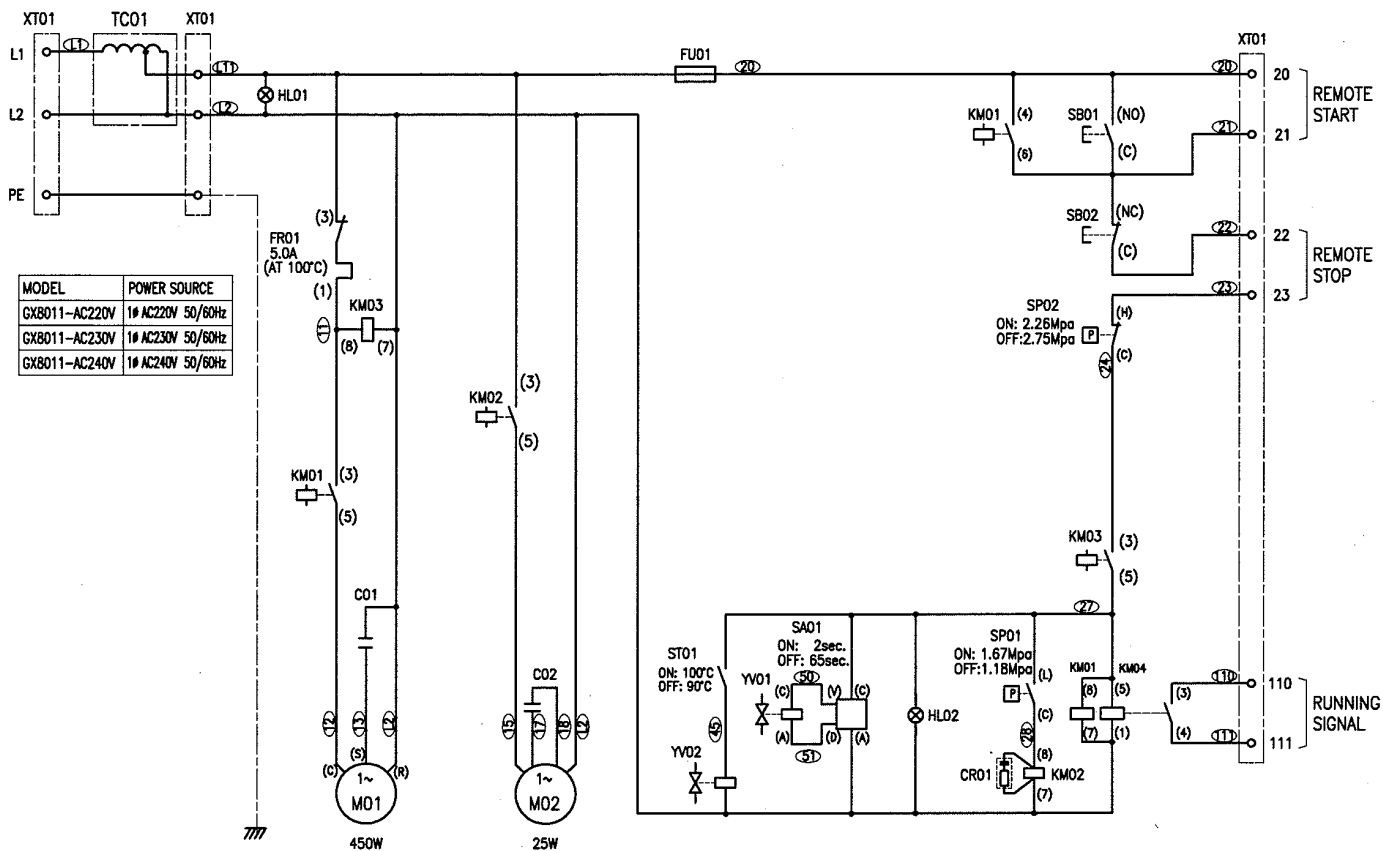 XT01
TC01
XT01
L1
L1
L11
L2
L2
HL01
PE
FU01
20
XT01
20
20
REMOTE
START
21
21
KM01
(4)
(6)
SB01
(NO)
(C)
SB02
(NC)
(C)
22
22
REMOTE
STOP
23
23
FR01
5.0A
(AT 100°C)
(3)
(1)
11
KM03
(8)
(7)
MODEL
POWER SOURCE
GX8011-AC220V
1ø AC220V 50/60Hz
GX8011-AC230V
1ø AC230V 50/60Hz
GX8011-AC240V
1ø AC240V 50/60Hz
SP02
ON: 2.26Mpa
OFF:2.75Mpa
P
(H)
(C)
24
KM02
(3)
(5)
KM01
(3)
(5)
KM03
(3)
(5)
27
C01
12
13
L2
(C)
(S)
(R)
1~
M01
450W
C02
15
17
18
L2
1~
M02
25W
ST01
ON: 100°C
OFF: 90°C
45
YV02
SA01
ON: 2sec.
OFF: 65sec.
YV01
50
(C)
(V)
(C)
(A)
(D)
(A)
51
HL02
SP01
ON: 1.67Mpa
OFF:1.18Mpa
P
(L)
(C)
28
CR01
(8)
KM02
(7)
KM01
KM04
(8)
(5)
(7)
(1)
(3)
(4)
110
110
RUNNING
SIGNAL
111
111